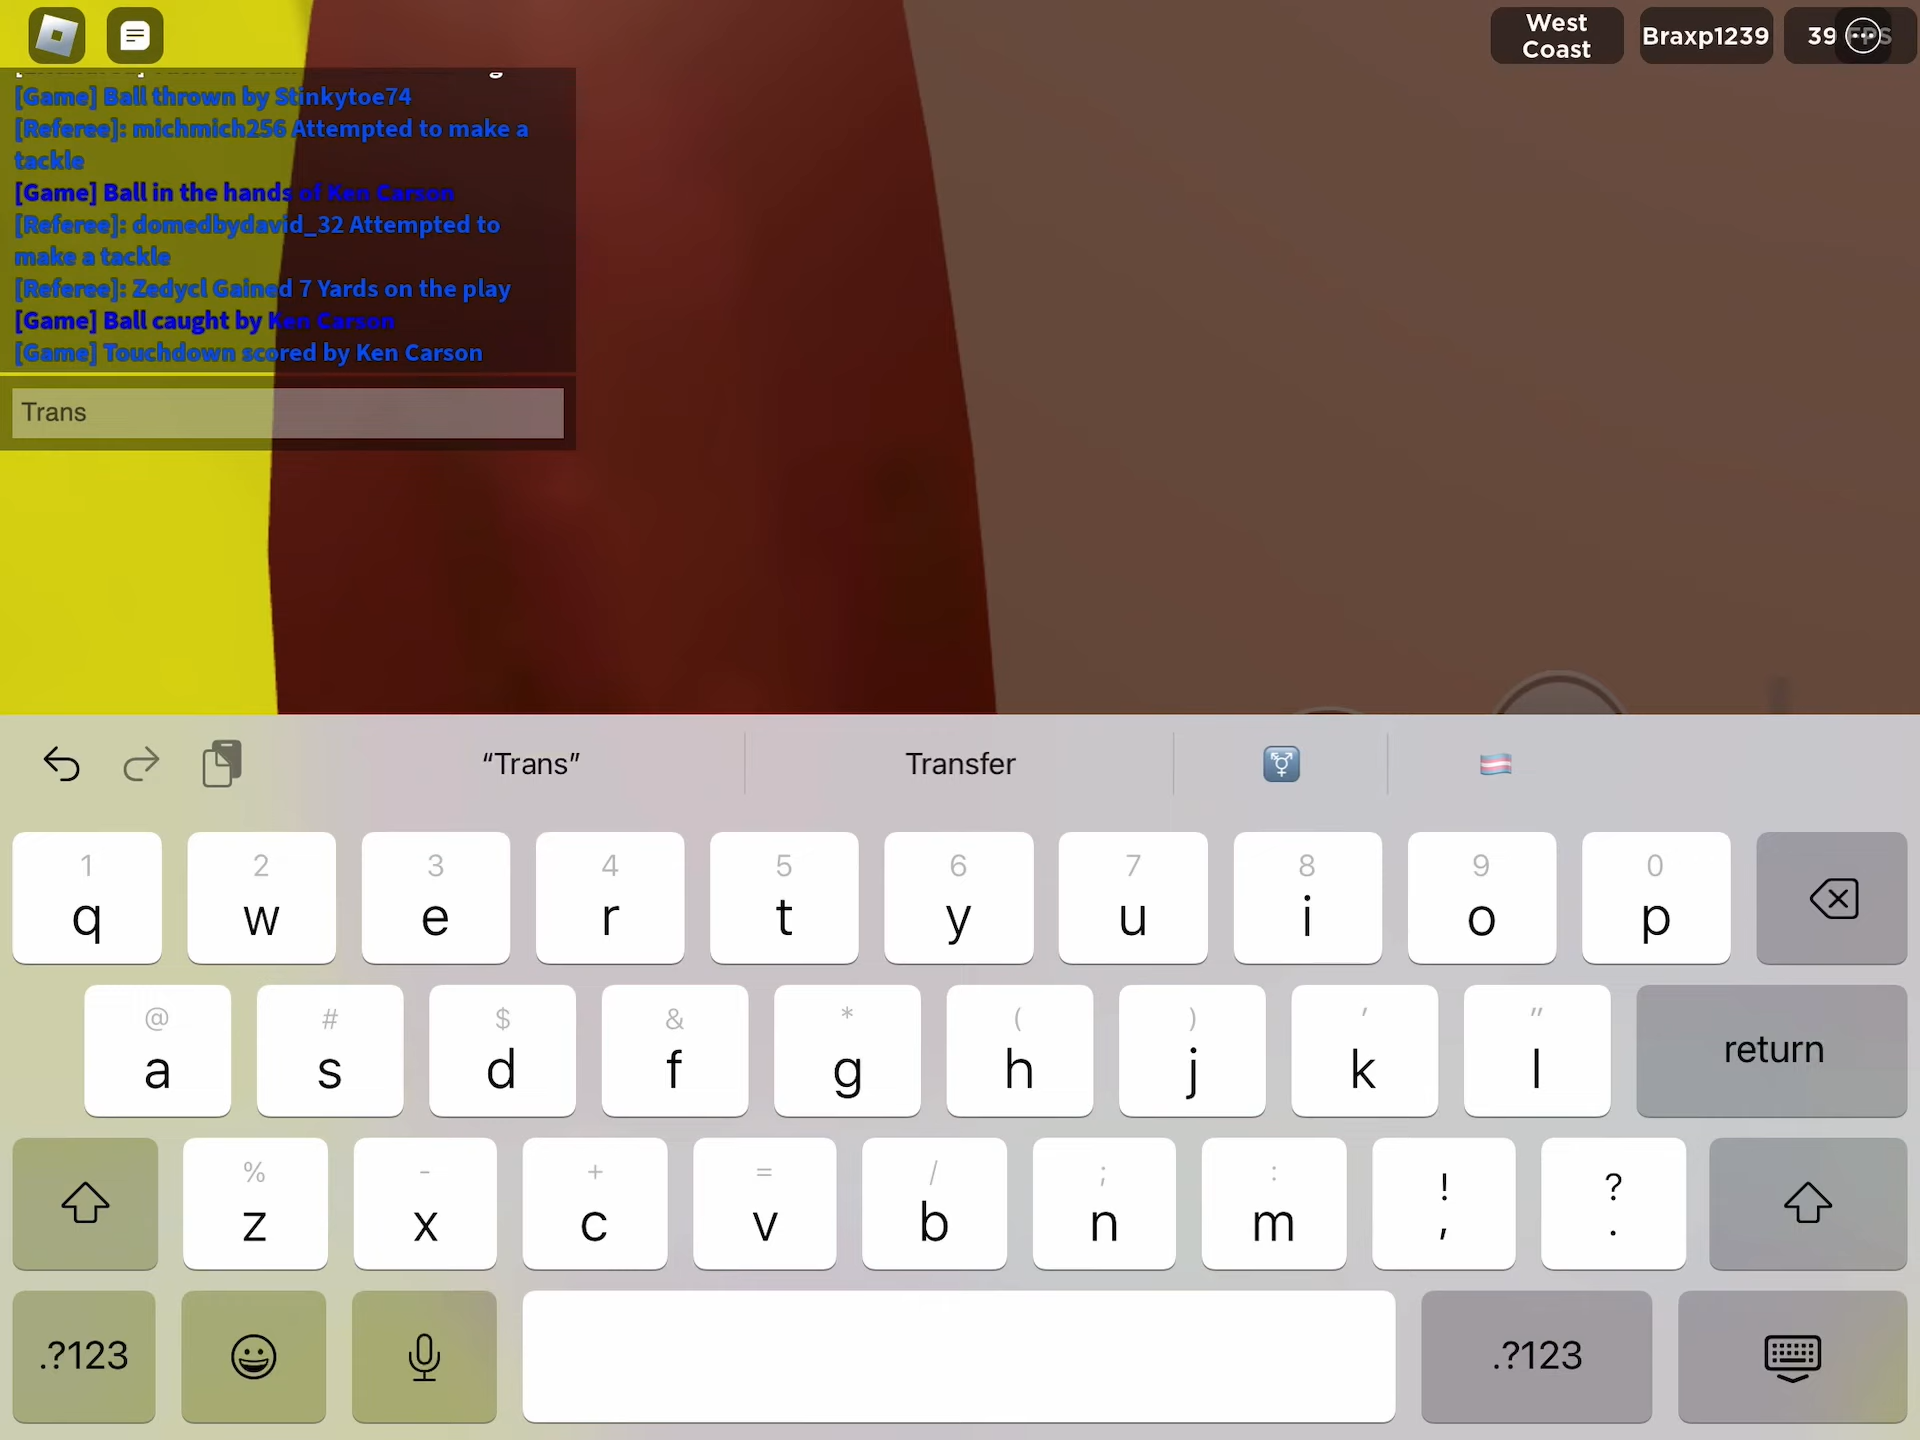 West
Coast
Braxp1239
39 FPS
[Game] Ball thrown by Stinkytoe74
[Referee]: michmich256 Attempted to make a
tackle
[Game] Ball in the hands of Ken Carson
[Referee]: domedbydavid_32 Attempted to
make a tackle
[Referee]: Zedycl Gained 7 Yards on the play
[Game] Ball caught by Ken Carson
[Game] Touchdown scored by Ken Carson
Trans
“Trans” Transfer
1 2 3 4 5 6 7 8 9 0
q w e r t y u i o p
@ # $ & * ( ) ' "
a s d f g h j k l return
% - + = / ; : ! ?
z x c v b n m , .
.?123 .?123